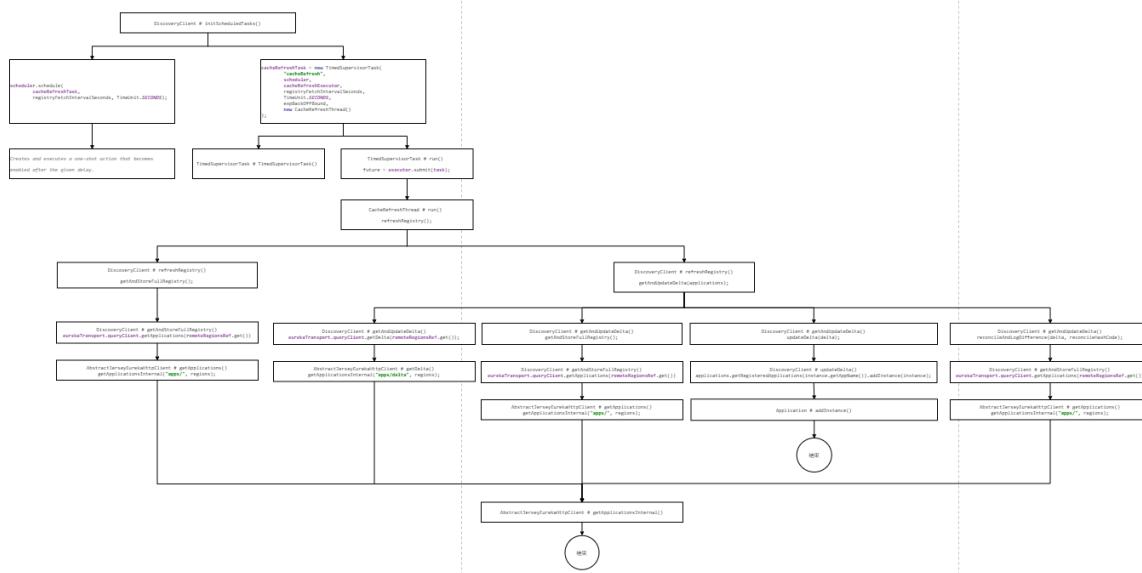 DiscoveryClient # initScheduledTasks()
scheduler.schedule(
cacheRefreshTask,
registryFetchIntervalSeconds, TimeUnit.SECONDS);
cacheRefreshTask = new TimedSupervisorTask(
"cacheRefresh",
scheduler,
cacheRefreshExecutor,
registryFetchIntervalSeconds,
TimeUnit.SECONDS,
expBackOffBound,
new CacheRefreshThread()
);
Creates and executes a one-shot action that becomes
enabled after the given delay.
TimedSupervisorTask # TimedSupervisorTask()
TimedSupervisorTask # run()
future = executor.submit(task);
CacheRefreshThread # run()
refreshRegistry();
DiscoveryClient # refreshRegistry()
getAndStoreFullRegistry();
DiscoveryClient # refreshRegistry()
getAndUpdateDelta(applications);
DiscoveryClient # getAndStoreFullRegistry()
eurekaTransport.queryClient.getApplications(remoteRegionsRef.get())
DiscoveryClient # getAndUpdateDelta()
eurekaTransport.queryClient.getDelta(remoteRegionsRef.get());
DiscoveryClient # getAndUpdateDelta()
getAndStoreFullRegistry();
DiscoveryClient # getAndUpdateDelta()
updateDelta(delta);
DiscoveryClient # getAndUpdateDelta()
reconcileAndLogDifference(delta, reconcileHashCode);
AbstractJerseyEurekaHttpClient # getApplications()
getApplicationsInternal("apps/", regions);
AbstractJerseyEurekaHttpClient # getDelta()
getApplicationsInternal("apps/delta", regions);
DiscoveryClient # getAndStoreFullRegistry()
eurekaTransport.queryClient.getApplications(remoteRegionsRef.get())
DiscoveryClient # updateDelta()
applications.getRegisteredApplications(instance.getAppName()).addInstance(instance);
DiscoveryClient # getAndStoreFullRegistry()
eurekaTransport.queryClient.getApplications(remoteRegionsRef.get()
AbstractJerseyEurekaHttpClient # getApplications()
getApplicationsInternal("apps/", regions);
Application # addInstance()
AbstractJerseyEurekaHttpClient # getApplications()
getApplicationsInternal("apps/", regions);
结束
AbstractJerseyEurekaHttpClient # getApplicationsInternal()
结束